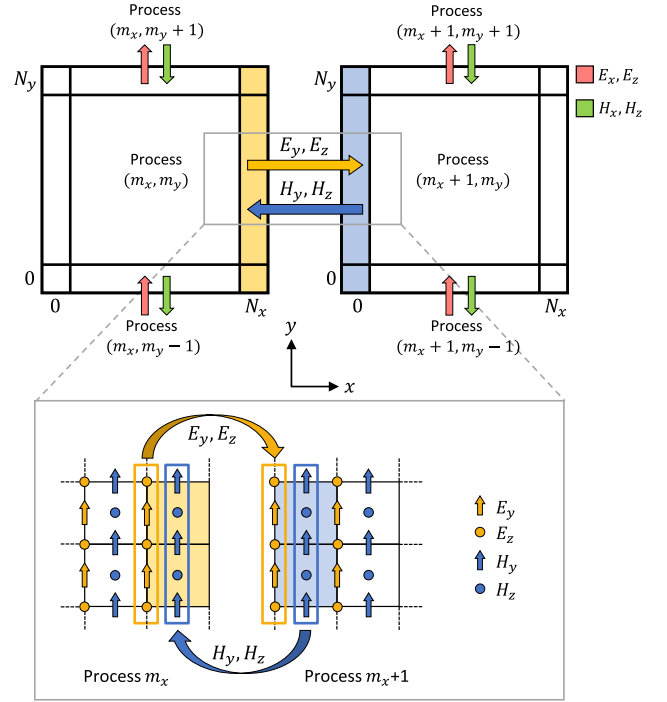 Process
(m_x, m_y + 1)
Process
(m_x + 1, m_y + 1)
N_y
N_y
E_x, E_z
H_x, H_z
E_y, E_z
Process
(m_x, m_y)
Process
(m_x + 1, m_y)
H_y, H_z
0
0
0
N_x
0
N_x
Process
(m_x, m_y − 1)
Process
(m_x + 1, m_y − 1)
y
x
E_y, E_z
E_y
E_z
H_y
H_z
H_y, H_z
Process m_x
Process m_x+1